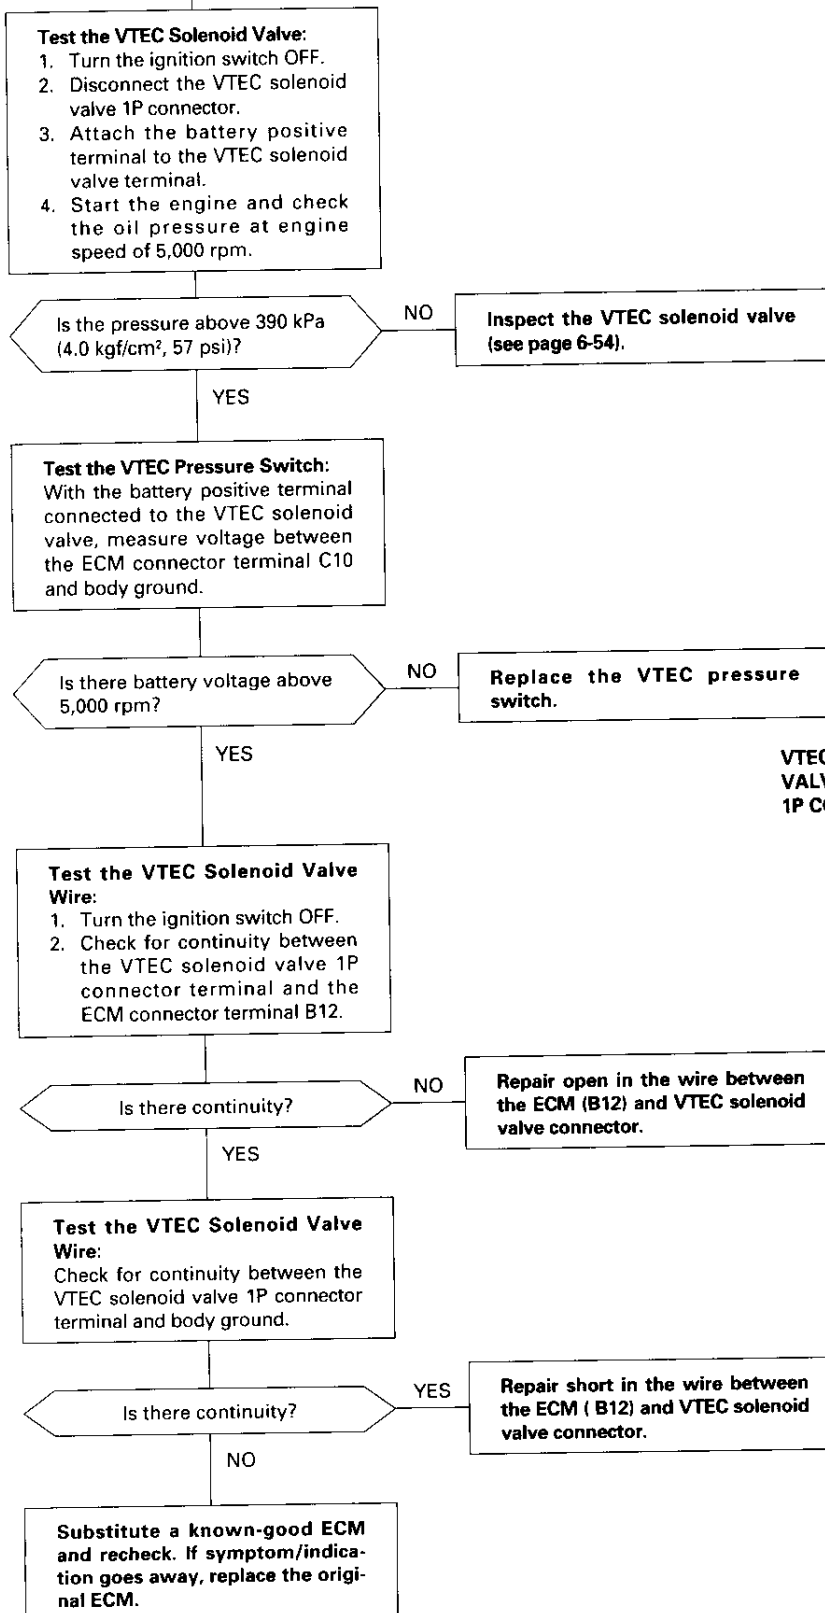 Test the VTEC Solenoid Valve:
1. Turn the ignition switch OFF.
2. Disconnect the VTEC solenoid
valve 1P connector.
3. Attach the battery positive
terminal to the VTEC solenoid
valve terminal.
4. Start the engine and check
the oil pressure at engine
speed of 5,000 rpm.
Is the pressure above 390 kPa
(4.0 kgf/cm², 57 psi)?
NO
Inspect the VTEC solenoid valve
(see page 6-54).
YES
Test the VTEC Pressure Switch:
With the battery positive terminal
connected to the VTEC solenoid
valve, measure voltage between
the ECM connector terminal C10
and body ground.
Is there battery voltage above
5,000 rpm?
NO
Replace the VTEC pressure
switch.
YES
VTEC
VALV
1P CO
Test the VTEC Solenoid Valve
Wire:
1. Turn the ignition switch OFF.
2. Check for continuity between
the VTEC solenoid valve 1P
connector terminal and the
ECM connector terminal B12.
Is there continuity?
NO
Repair open in the wire between
the ECM (B12) and VTEC solenoid
valve connector.
YES
Test the VTEC Solenoid Valve
Wire:
Check for continuity between the
VTEC solenoid valve 1P connector
terminal and body ground.
Is there continuity?
YES
Repair short in the wire between
the ECM ( B12) and VTEC solenoid
valve connector.
NO
Substitute a known-good ECM
and recheck. If symptom/indica-
tion goes away, replace the origi-
nal ECM.